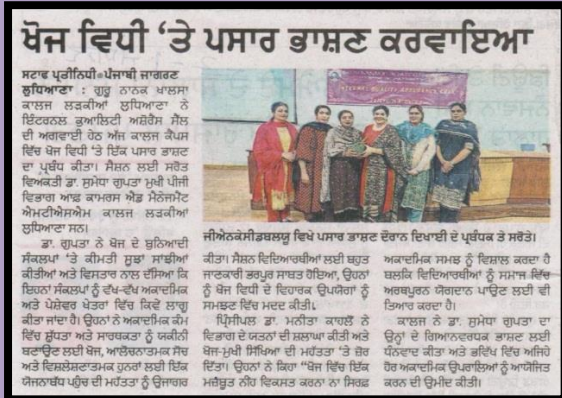 ਖੋਜ ਵਿਧੀ ‘ਤੇ ਪਸਾਰ ਭਾਸ਼ਣ ਕਰਵਾਇਆ
ਸਟਾਫ ਪ੍ਰਤੀਨਿਧੀ•ਪੰਜਾਬੀ ਜਾਗਰਣ
ਲੁਧਿਆਣਾ : ਗੁਰੂ ਨਾਨਕ ਖਾਲਸਾ
ਕਾਲਜ ਲੜਕੀਆਂ ਲੁਧਿਆਣਾ ਨੇ
ਇੰਟਰਨਲ ਕੁਆਲਿਟੀ ਅਸ਼ੋਰੈਂਸ ਸੈੱਲ
ਦੀ ਅਗਵਾਈ ਹੇਠ ਅੱਜ ਕਾਲਜ ਕੈਂਪਸ
ਵਿੱਚ ਖੋਜ ਵਿਧੀ 'ਤੇ ਇੱਕ ਪਸਾਰ ਭਾਸ਼ਣ
ਦਾ ਪ੍ਰਬੰਧ ਕੀਤਾ। ਸੈਸ਼ਨ ਲਈ ਸਰੋਤ
ਵਿਅਕਤੀ ਡਾ. ਸੁਮੇਧਾ ਗੁਪਤਾ ਮੁਖੀ ਪੀਜੀ
ਵਿਭਾਗ ਆਫ਼ ਕਾਮਰਸ ਐਂਡ ਮੈਨੇਜਮੈਂਟ
ਐਮਟੀਐਸਐਮ ਕਾਲਜ ਲੜਕੀਆਂ
ਲੁਧਿਆਣਾ ਸਨ।
ਡਾ. ਗੁਪਤਾ ਨੇ ਖੋਜ ਦੇ ਬੁਨਿਆਦੀ
ਸੰਕਲਪਾਂ 'ਤੇ ਕੀਮਤੀ ਸੂਝਾਂ ਸਾਂਝੀਆਂ
ਕੀਤੀਆਂ ਅਤੇ ਵਿਸਤਾਰ ਨਾਲ ਦੱਸਿਆ ਕਿ
ਇਹਨਾਂ ਸੰਕਲਪਾਂ ਨੂੰ ਵੱਖ-ਵੱਖ ਅਕਾਦਮਿਕ
ਅਤੇ ਪੇਸ਼ੇਵਰ ਖੇਤਰਾਂ ਵਿੱਚ ਕਿਵੇਂ ਲਾਗੂ
ਕੀਤਾ ਜਾਂਦਾ ਹੈ। ਉਹਨਾਂ ਨੇ ਅਕਾਦਮਿਕ ਕੰਮ
ਵਿੱਚ ਸ਼ੁੱਧਤਾ ਅਤੇ ਸਾਰਥਕਤਾ ਨੂੰ ਯਕੀਨੀ
ਬਣਾਉਣ ਲਈ ਖੋਜ, ਆਲੋਚਨਾਤਮਕ ਸੋਚ
ਅਤੇ ਵਿਸ਼ਲੇਸ਼ਣਾਤਮਕ ਹੁਨਰਾਂ ਲਈ ਇੱਕ
ਯੋਜਨਾਬੱਧ ਪਹੁੰਚ ਦੀ ਮਹੱਤਤਾ ਨੂੰ ਉਜਾਗਰ
INTERNAL QUALITY ASSURANCE CELL
ਜੀਐਨਕੇਸੀਡਬਲਯੂ ਵਿਖੇ ਪਸਾਰ ਭਾਸ਼ਣ ਦੌਰਾਨ ਦਿਖਾਈ ਦੇ ਪ੍ਰਬੰਧਕ ਤੇ ਸਰੋਤੇ।
ਕੀਤਾ। ਸੈਸ਼ਨ ਵਿਦਿਆਰਥੀਆਂ ਲਈ ਬਹੁਤ
ਜਾਣਕਾਰੀ ਭਰਪੂਰ ਸਾਬਤ ਹੋਇਆ, ਉਹਨਾਂ
ਨੂੰ ਖੋਜ ਵਿਧੀ ਦੇ ਵਿਹਾਰਕ ਉਪਯੋਗਾਂ ਨੂੰ
ਸਮਝਣ ਵਿੱਚ ਮਦਦ ਕੀਤੀ।
ਪ੍ਰਿੰਸੀਪਲ ਡਾ. ਮਨੀਤਾ ਕਾਹਲੋਂ ਨੇ
ਵਿਭਾਗ ਦੇ ਯਤਨਾਂ ਦੀ ਸ਼ਲਾਘਾ ਕੀਤੀ ਅਤੇ
ਖੋਜ-ਮੁਖੀ ਸਿੱਖਿਆ ਦੀ ਮਹੱਤਤਾ 'ਤੇ ਜ਼ੋਰ
ਦਿੱਤਾ। ਉਹਨਾਂ ਨੇ ਕਿਹਾ "ਖੋਜ ਵਿੱਚ ਇੱਕ
ਮਜ਼ਬੂਤ ਨੀਂਹ ਵਿਕਸਤ ਕਰਨਾ ਨਾ ਸਿਰਫ਼
ਅਕਾਦਮਿਕ ਸਮਝ ਨੂੰ ਵਿਸ਼ਾਲ ਕਰਦਾ ਹੈ
ਬਲਕਿ ਵਿਦਿਆਰਥੀਆਂ ਨੂੰ ਸਮਾਜ ਵਿੱਚ
ਅਰਥਪੂਰਨ ਯੋਗਦਾਨ ਪਾਉਣ ਲਈ ਵੀ
ਤਿਆਰ ਕਰਦਾ ਹੈ।
ਕਾਲਜ ਨੇ ਡਾ. ਸੁਮੇਧਾ ਗੁਪਤਾ ਦਾ
ਉਨ੍ਹਾਂ ਦੇ ਗਿਆਨਵਰਧਕ ਭਾਸ਼ਣ ਲਈ
ਧੰਨਵਾਦ ਕੀਤਾ ਅਤੇ ਭਵਿੱਖ ਵਿੱਚ ਅਜਿਹੇ
ਹੋਰ ਅਕਾਦਮਿਕ ਉਪਰਾਲਿਆਂ ਨੂੰ ਆਯੋਜਿਤ
ਕਰਨ ਦੀ ਉਮੀਦ ਕੀਤੀ।